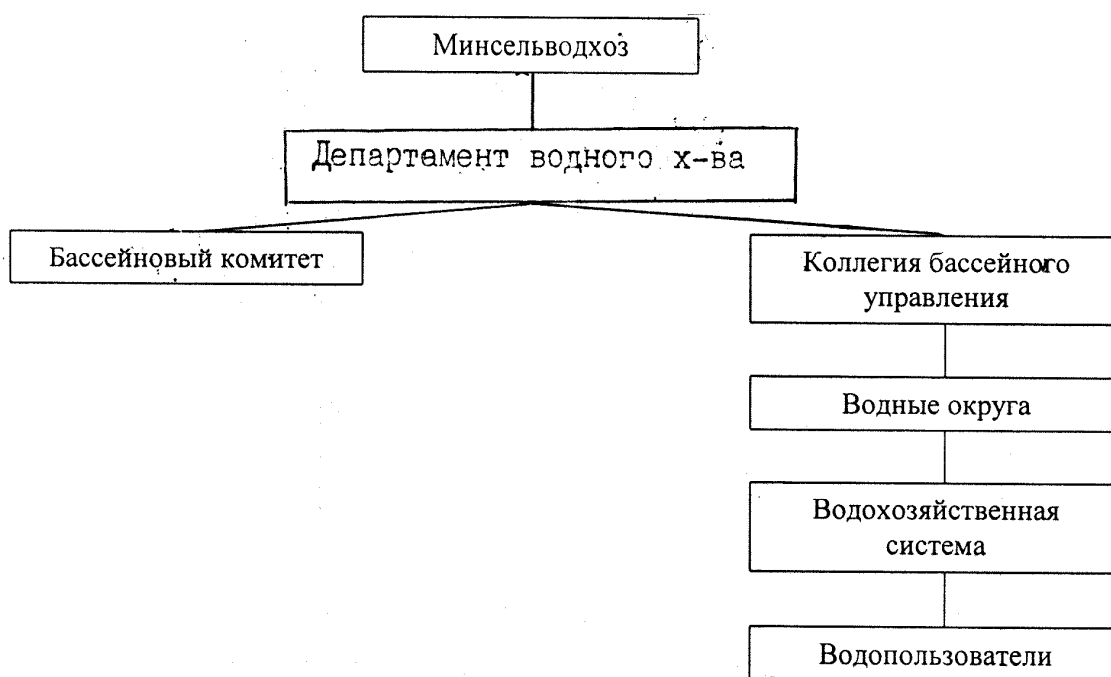 Минсельводхоз
Департамент водного х-ва
Бассейновый комитет
Коллегия бассейного
управления
Водные округа
Водохозяйственная
система
Водопользователи